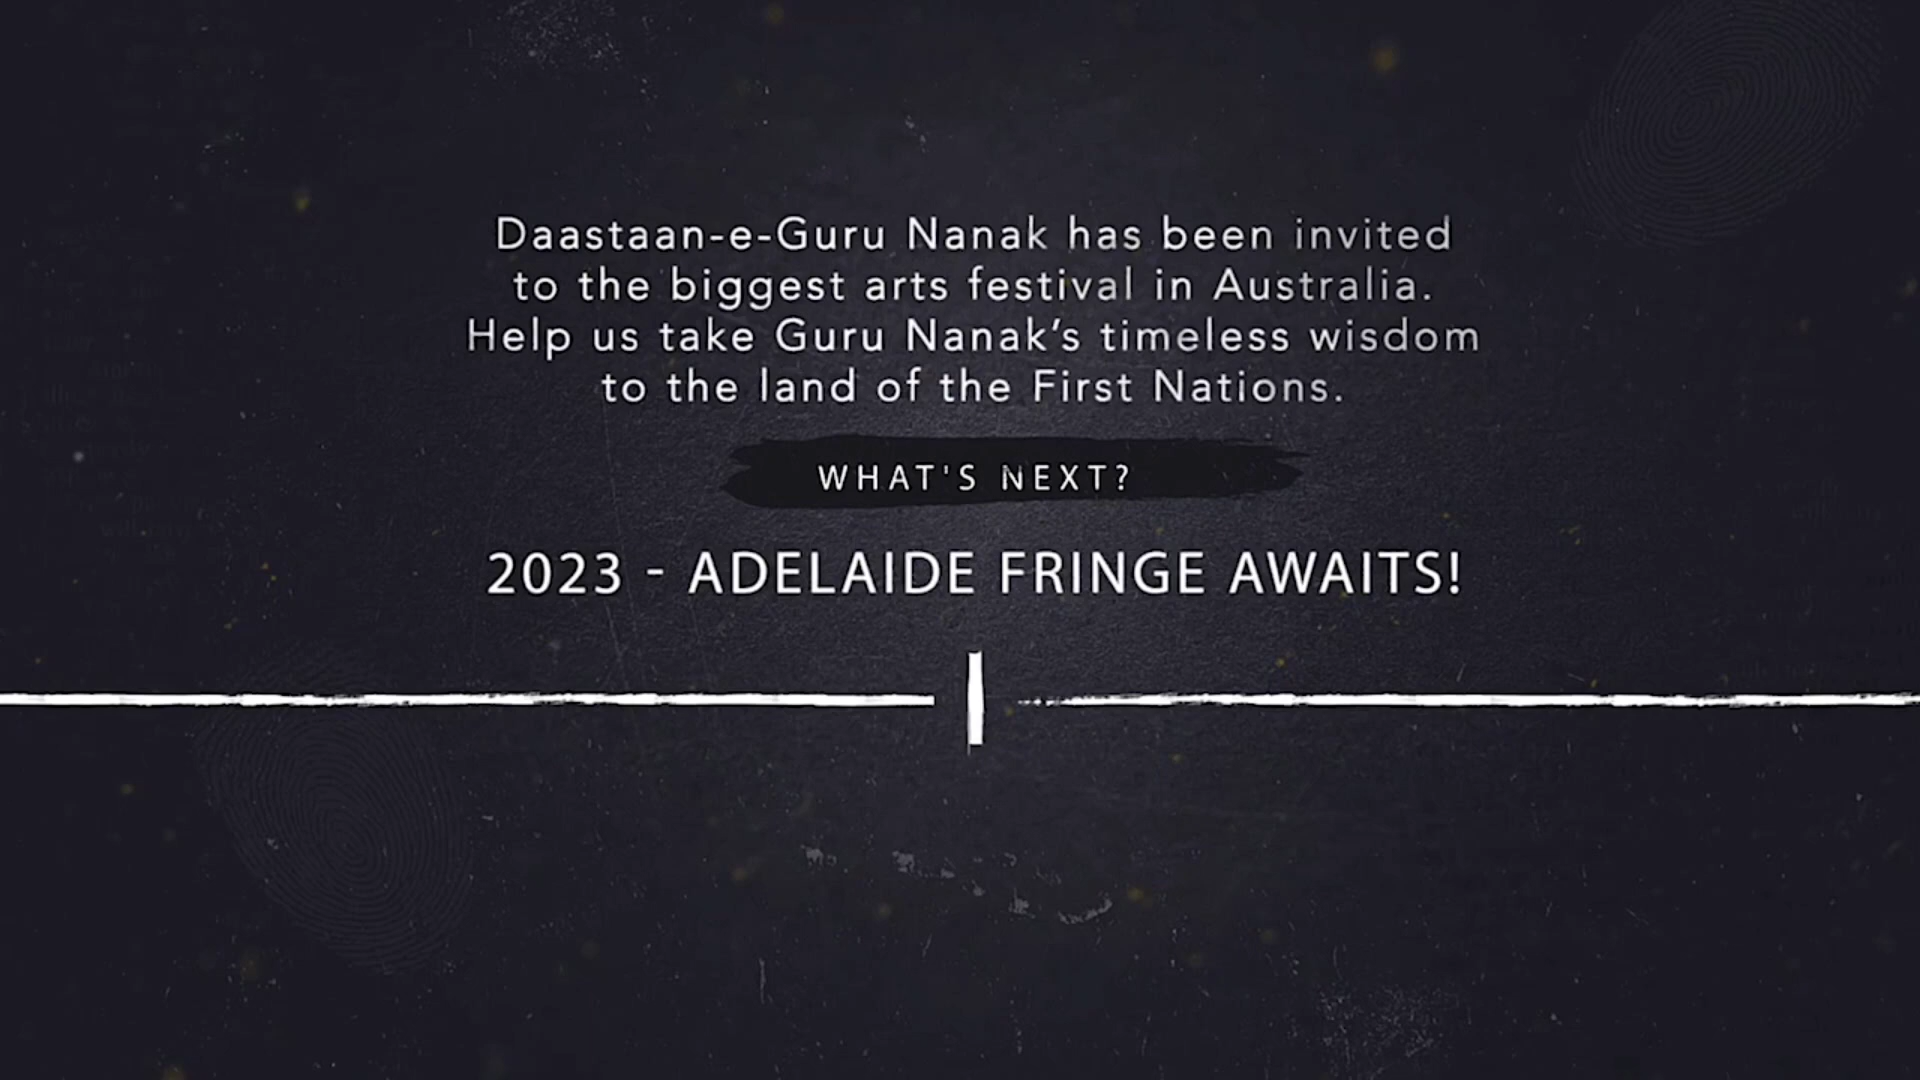 Daastaan-e-Guru Nanak has been invited
to the biggest arts festival in Australia.
Help us take Guru Nanak’s timeless wisdom
to the land of the First Nations.
WHAT'S NEXT?
2023 - ADELAIDE FRINGE AWAITS!